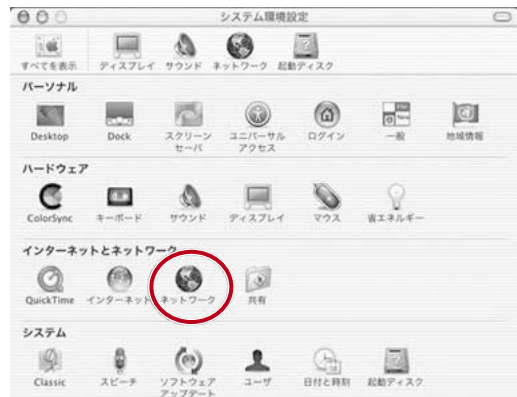 システム環境設定
すべてを表示 ディスプレイ サウンド ネットワーク 起動ディスク
パーソナル
Desktop Dock スクリーンセーバ ユニバーサルアクセス ログイン 一般 地域情報
ハードウェア
ColorSync キーボード サウンド ディスプレイ マウス 省エネルギー
インターネットとネットワーク
QuickTime インターネット ネットワーク 共有
システム
Classic スピーチ ソフトウェアアップデート ユーザ 日付と時刻 起動ディスク